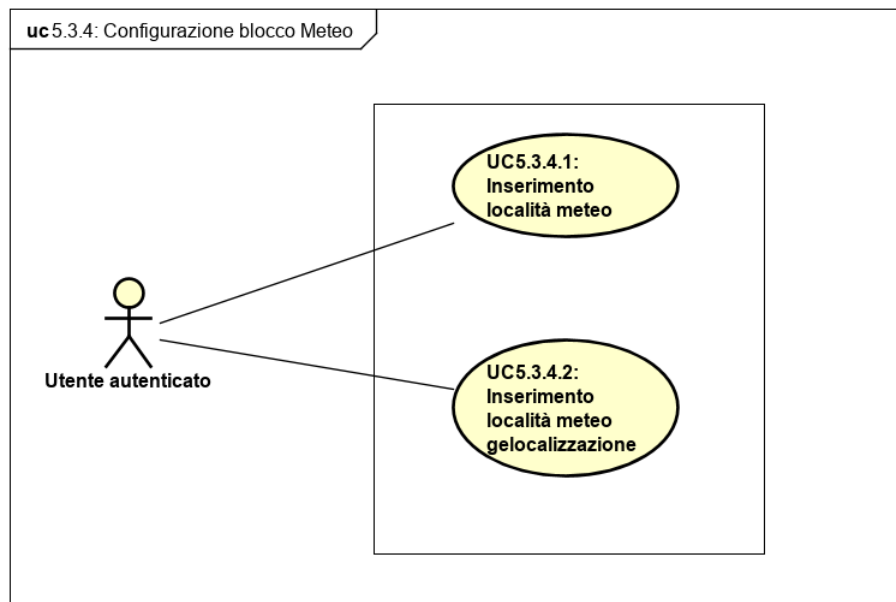 uc 5.3.4: Configurazione blocco Meteo
UC5.3.4.1:
Inserimento
località meteo
Utente autenticato
UC5.3.4.2:
Inserimento
località meteo
gelocalizzazione